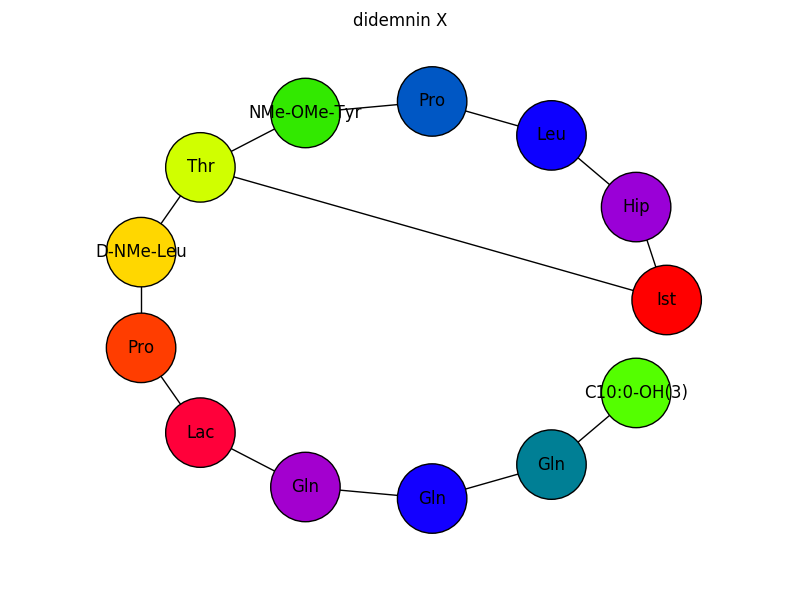 didemnin X
Pro
NMe-OMe-Tyr
Leu
Thr
Hip
D-NMe-Leu
Ist
Pro
C10:0-OH(3)
Lac
Gln
Gln
Gln